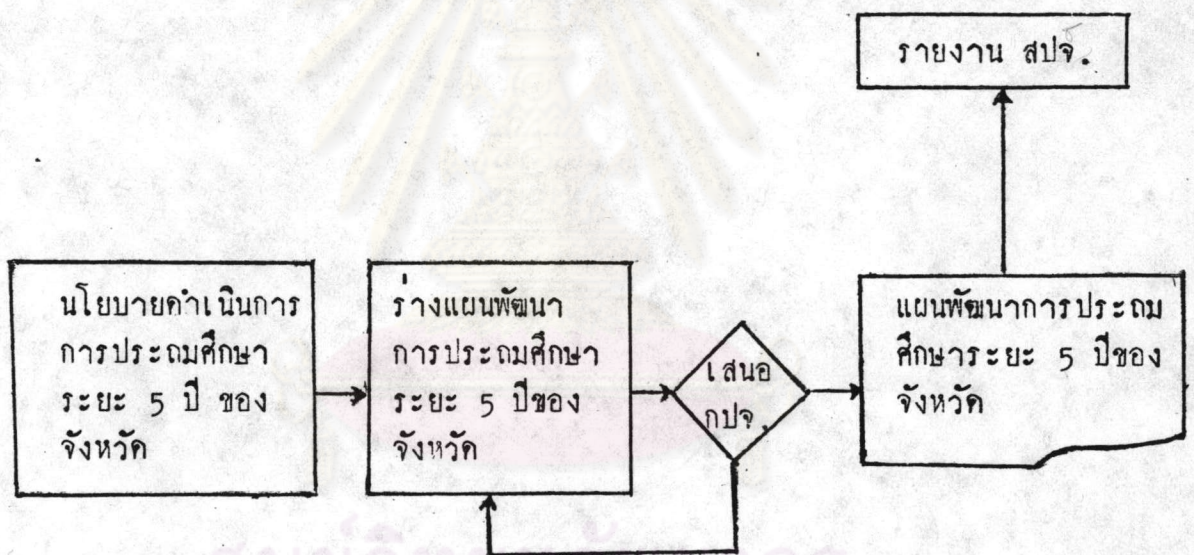 รายงาน สปจ.
นโยบายดำเนินการ
การประถมศึกษา
ระยะ 5 ปี ของ
จังหวัด
ร่างแผนพัฒนา
การประถมศึกษา
ระยะ 5 ปีของ
จังหวัด
เสนอ
กปจ.
แผนพัฒนาการประถม
ศึกษาระยะ 5 ปีของ
จังหวัด